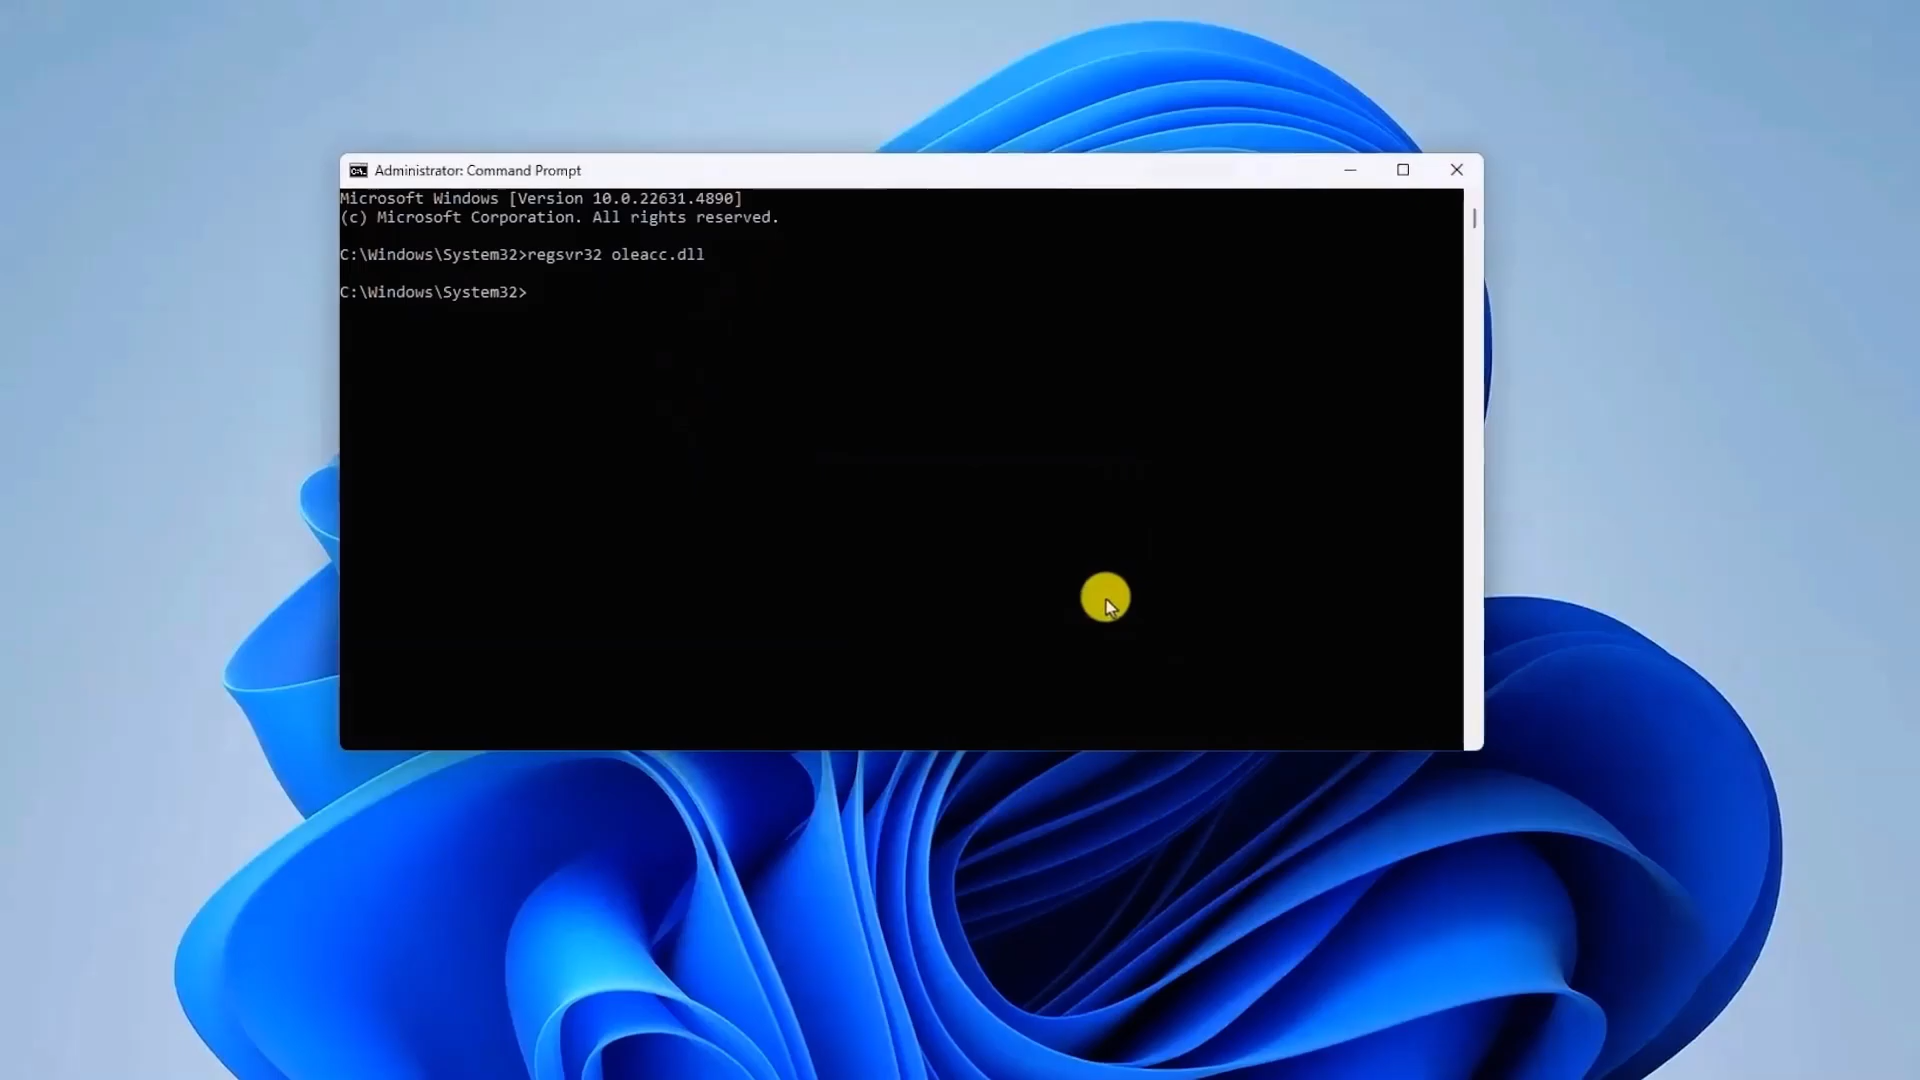 Administrator: Command Prompt
Microsoft Windows [Version 10.0.22631.4890]
(c) Microsoft Corporation. All rights reserved.
C:\Windows\System32>regsvr32 oleacc.dll
C:\Windows\System32>